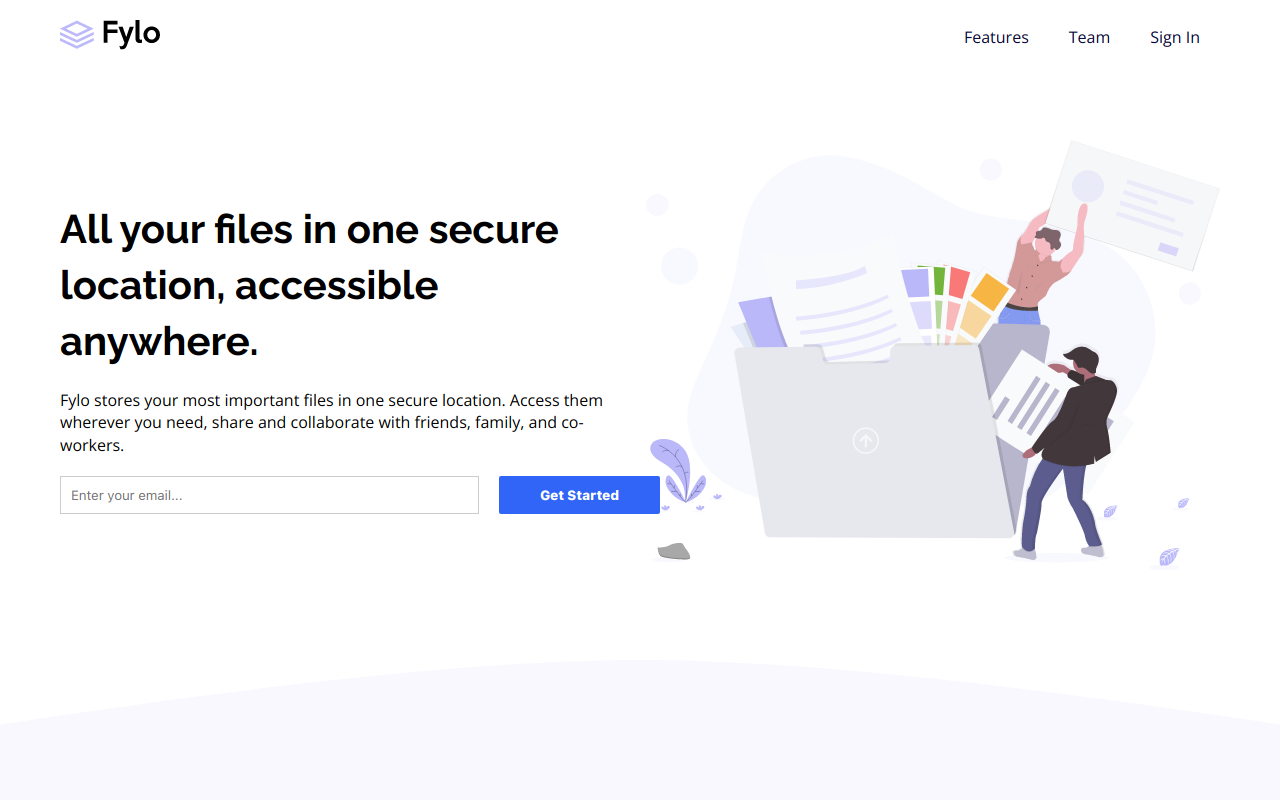 Fylo
Features Team Sign In
All your files in one secure
location, accessible
anywhere.
Fylo stores your most important files in one secure location. Access them
wherever you need, share and collaborate with friends, family, and co-
workers.
Enter your email...
Get Started